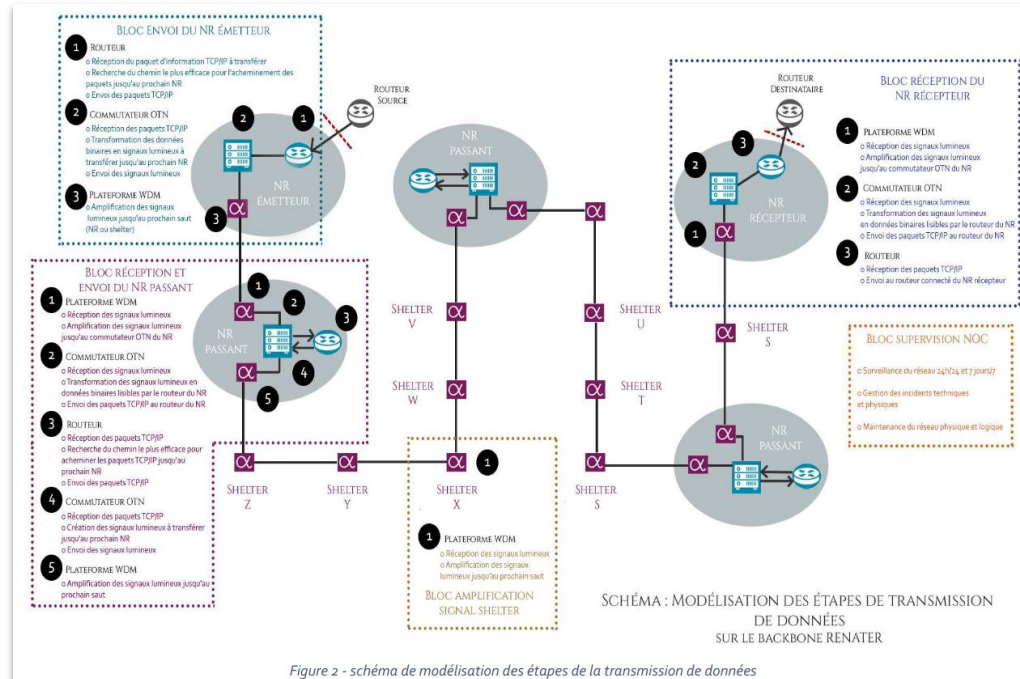 BLOC ENVOI DU NR ÉMETTEUR
1 ROUTEUR
o Réception du paquet d'information TCP/IP à transférer
o Recherche du chemin le plus efficace pour l'acheminement des
paquets jusqu'au prochain NR
o Envoi des paquets TCP/IP
2 COMMUTATEUR OTN
o Réception des paquets TCP/IP
o Transformation des données
binaires en signaux lumineux à
transférer jusqu'au prochain NR
o Envoi des signaux lumineux
3 PLATEFORME WDM
o Amplification des signaux
lumineux jusqu'au prochain saut
(NR ou shelter)
2
1
ROUTEUR
SOURCE
NR
ÉMETTEUR
3
α
BLOC RÉCEPTION ET
ENVOI DU NR PASSANT
1 PLATEFORME WDM
o Réception des signaux lumineux
o Amplification des signaux lumineux
jusqu'au commutateur OTN du NR
2 COMMUTATEUR OTN
o Réception des signaux lumineux
o Transformation des signaux lumineux en
données binaires lisibles par le routeur du NR
o Envoi des paquets TCP/IP au routeur du NR
3 ROUTEUR
o Réception des paquets TCP/IP
o Recherche du chemin le plus efficace pour
acheminer les paquets TCP/IP jusqu'au
prochain NR
o Envoi des paquets TCP/IP
4 COMMUTATEUR OTN
o Réception des paquets TCP/IP
o Création des signaux lumineux à transférer
jusqu'au prochain NR
o Envoi des signaux lumineux
5 PLATEFORME WDM
o Amplification des signaux lumineux jusqu'au
prochain saut
1
α
2
3
NR
PASSANT
4
α
5
α
SHELTER
Z
α
SHELTER
Y
α
1
SHELTER
X
1 PLATEFORME WDM
o Réception des signaux lumineux
o Amplification des signaux
lumineux jusqu'au prochain saut
BLOC AMPLIFICATION
SIGNAL SHELTER
SHELTER
W
α
SHELTER
V
α
NR
PASSANT
α
α
α
SHELTER
U
α
SHELTER
T
α
SHELTER
S
α
α
α
NR
PASSANT
α
SHELTER
S
ROUTEUR
DESTINATAIRE
3
2
NR
RÉCEPTEUR
1
α
BLOC RÉCEPTION DU
NR RÉCEPTEUR
1 PLATEFORME WDM
o Réception des signaux lumineux
o Amplification des signaux lumineux
jusqu'au commutateur OTN du NR
2 COMMUTATEUR OTN
o Réception des signaux lumineux
o Transformation des signaux lumineux
en données binaires lisibles par le routeur du NR
o Envoi des paquets TCP/IP au routeur du NR
3 ROUTEUR
o Réception des paquets TCP/IP
o Envoi au routeur connecté du NR récepteur
BLOC SUPERVISION NOC
o Surveillance du réseau 24h/24 et 7 jours/7
o Gestion des incidents techniques
et physiques
o Maintenance du réseau physique et logique
SCHÉMA : MODÉLISATION DES ÉTAPES DE TRANSMISSION
DE DONNÉES
SUR LE BACKBONE RENATER
Figure 2 - schéma de modélisation des étapes de la transmission de données